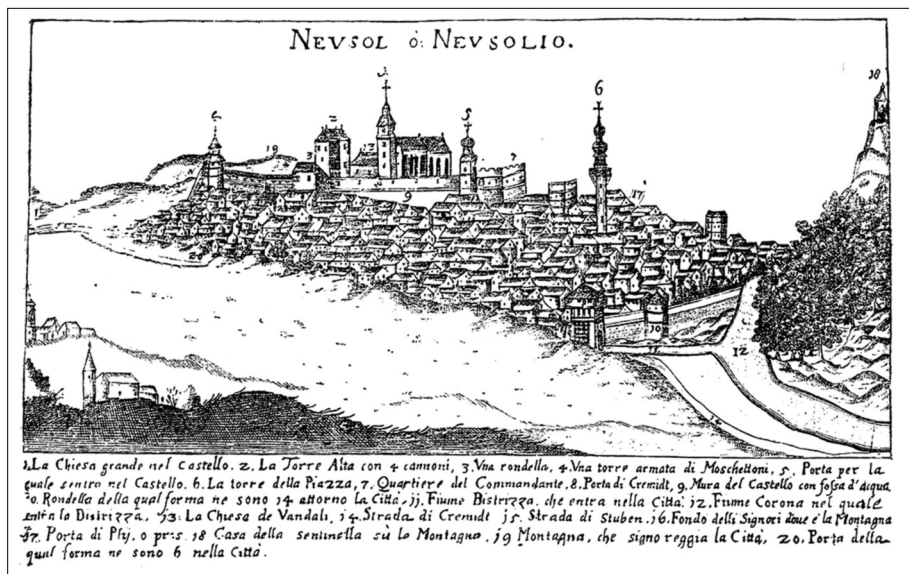 NEVSOL ò: NEVSOLIO.
1. La Chiesa grande nel Castello. 2. La Torre Alta con 4 cannoni, 3. Vna rondella, 4. Vna torre armata di Moschettoni, 5. Porta per la
quale sentro nel Castello. 6. La torre della Piazza, 7. Quartiere del Commandante. 8. Porta di Cremidt, 9. Mura del Castello con fossa d'acqua,
10. Rondella della qual forma ne sono 14 attorno la Città, 11. Fiume Bistrizza, che entra nella Città. 12. Fiume Corona nel quale
entra la Distrizza, 13. La Chiesa de Vandali, 14. Strada di Cremidt 15. Strada di Stuben. 16. Fondo delli Signori doue è la Montagna
17. Porta di Phj. o 18 Casa della sentinella sù la Montagna, 19 Montagna, che signoreggia la Città, 20. Porta della
qual forma ne sono 6 nella Città.